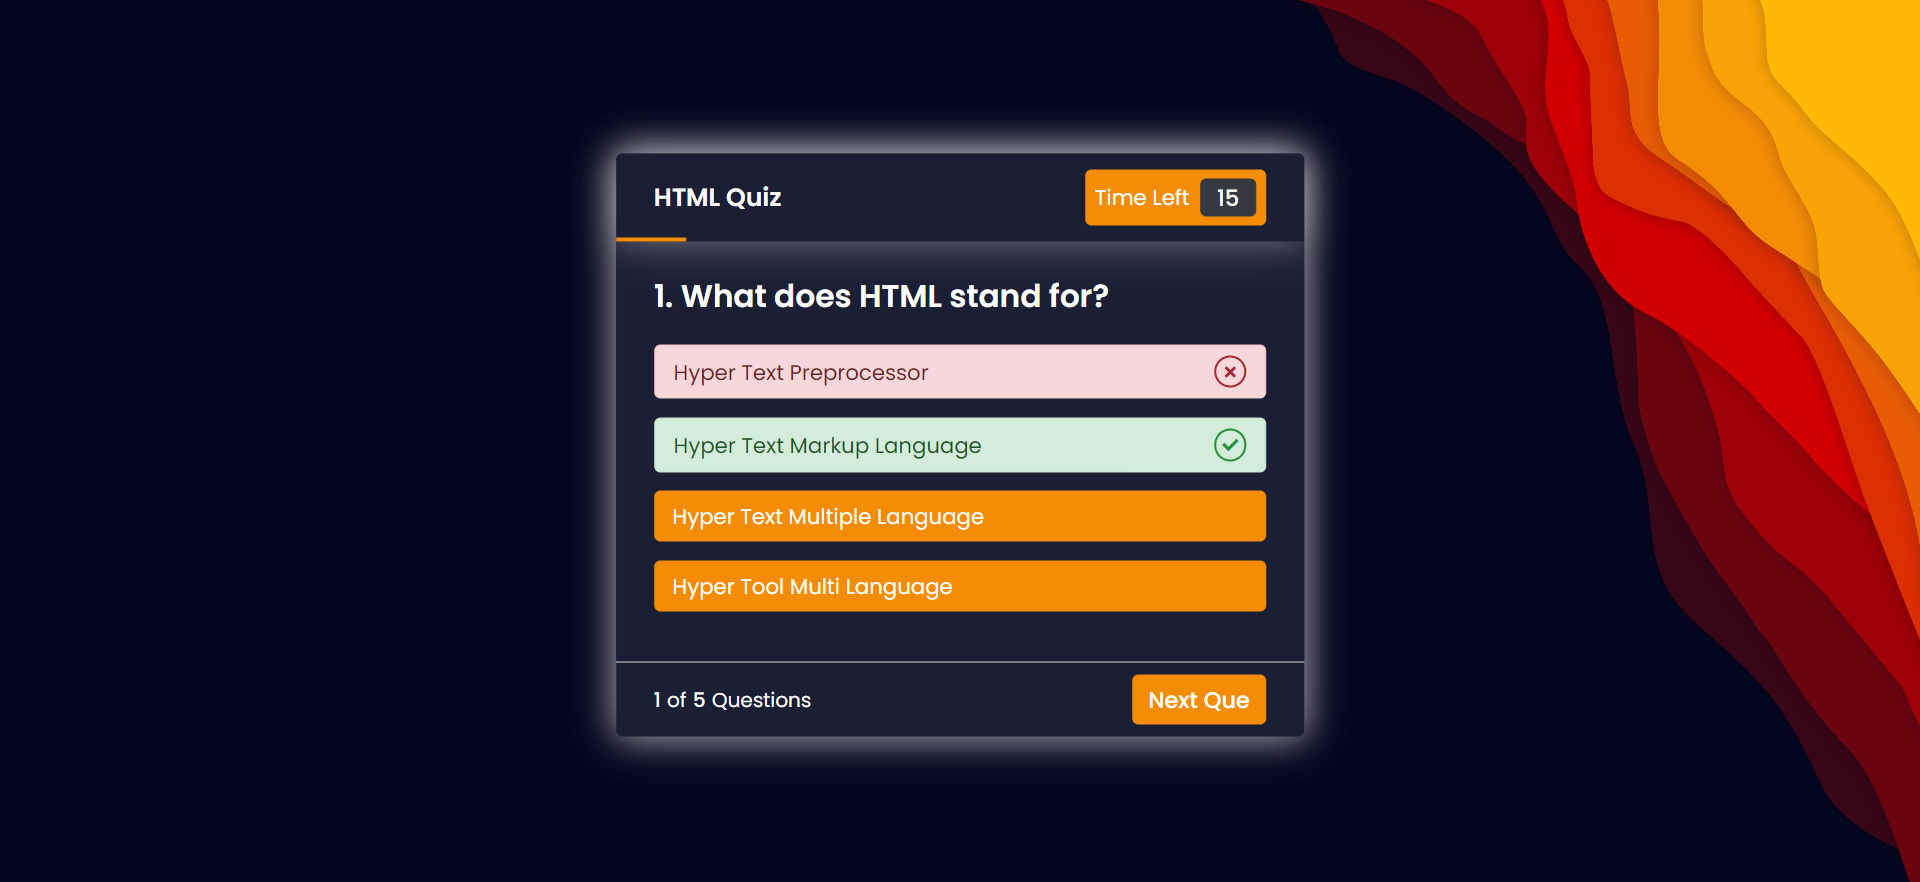 HTML Quiz
Time Left 15
1. What does HTML stand for?
Hyper Text Preprocessor
Hyper Text Markup Language
Hyper Text Multiple Language
Hyper Tool Multi Language
1 of 5 Questions
Next Que